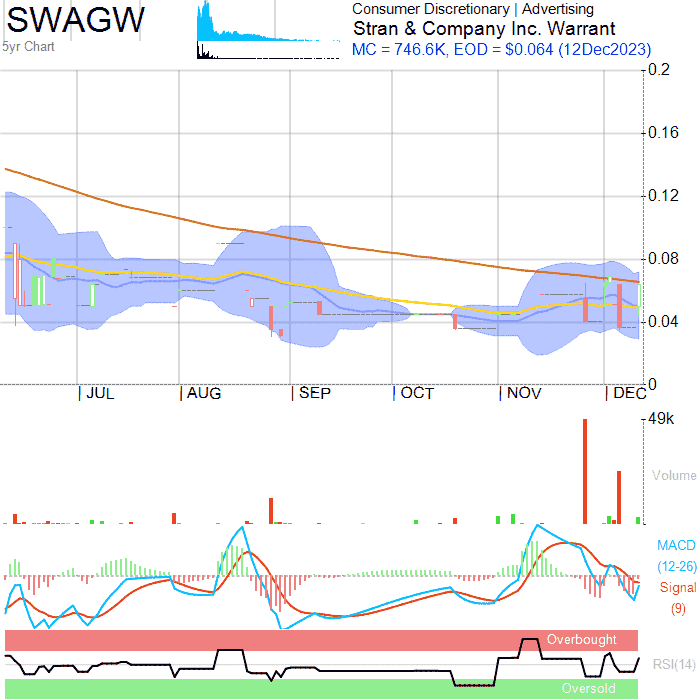 SWAGW
5yr Chart
Consumer Discretionary | Advertising
Stran & Company Inc. Warrant
MC = 746.6K, EOD = $0.064 (12Dec2023)
0.2
0.16
0.12
0.08
0.04
0
| JUL | AUG | SEP | OCT | NOV | DEC
49k
Volume
MACD
(12-26)
Signal
(9)
Overbought
RSI(14)
Oversold